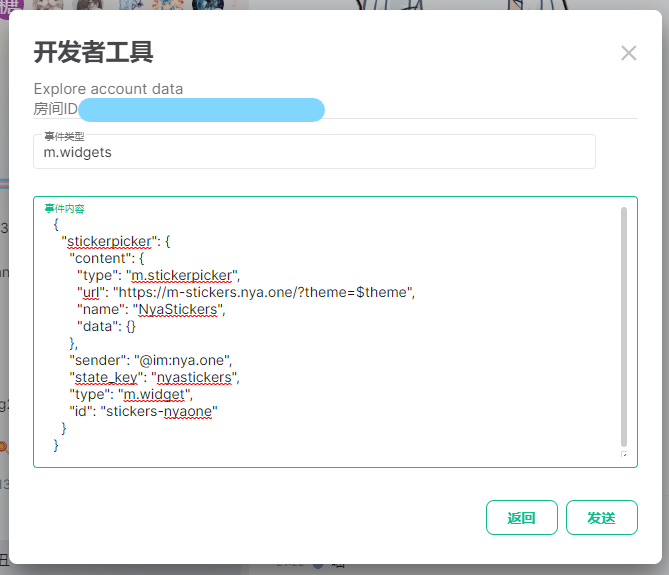 糖
开发者工具
Explore account data
房间ID
事件类型
m.widgets
事件内容
{
"stickerpicker": {
"content": {
"type": "m.stickerpicker",
"url": "https://m-stickers.nya.one/?theme=$theme",
"name": "NyaStickers",
"data": {}
},
"sender": "@im:nya.one",
"state_key": "nyastickers",
"type": "m.widget",
"id": "stickers-nyaone"
}
}
返回
发送